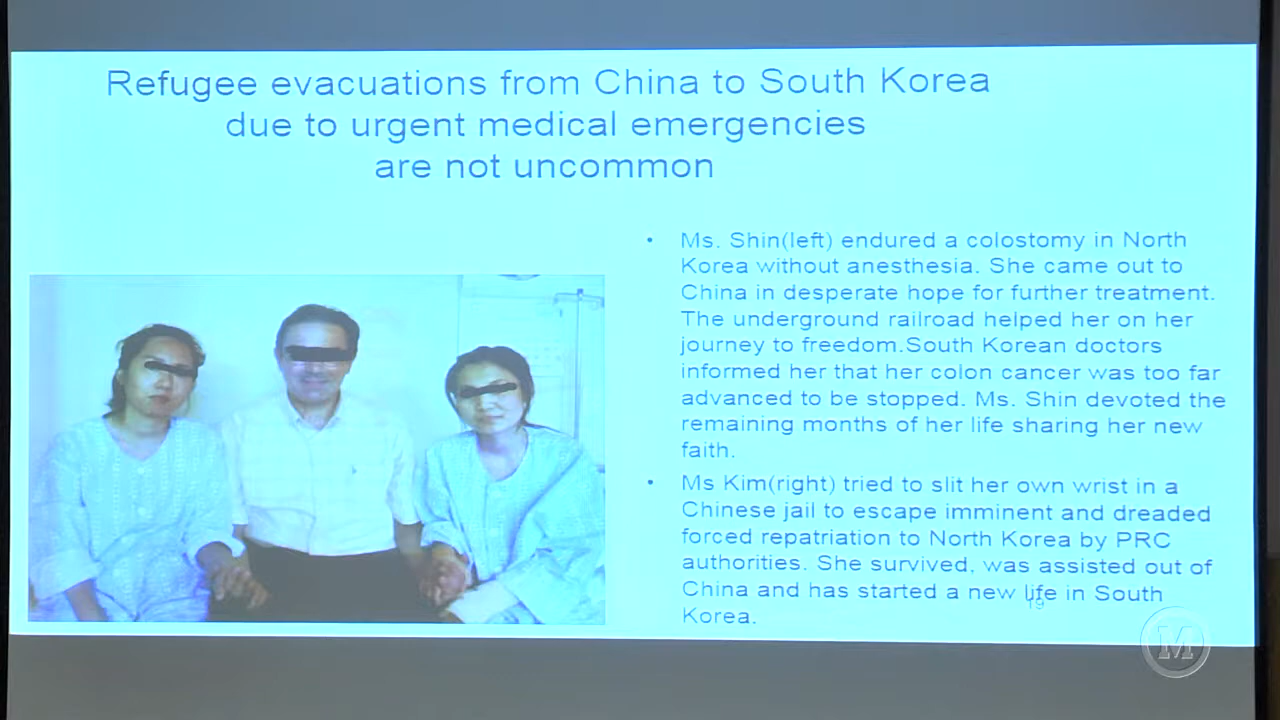 Refugee evacuations from China to South Korea
due to urgent medical emergencies
are not uncommon
• Ms. Shin(left) endured a colostomy in North
Korea without anesthesia. She came out to
China in desperate hope for further treatment.
The underground railroad helped her on her
journey to freedom.South Korean doctors
informed her that her colon cancer was too far
advanced to be stopped. Ms. Shin devoted the
remaining months of her life sharing her new
faith.
• Ms Kim(right) tried to slit her own wrist in a
Chinese jail to escape imminent and dreaded
forced repatriation to North Korea by PRC
authorities. She survived, was assisted out of
China and has started a new life in South
Korea.
19
M